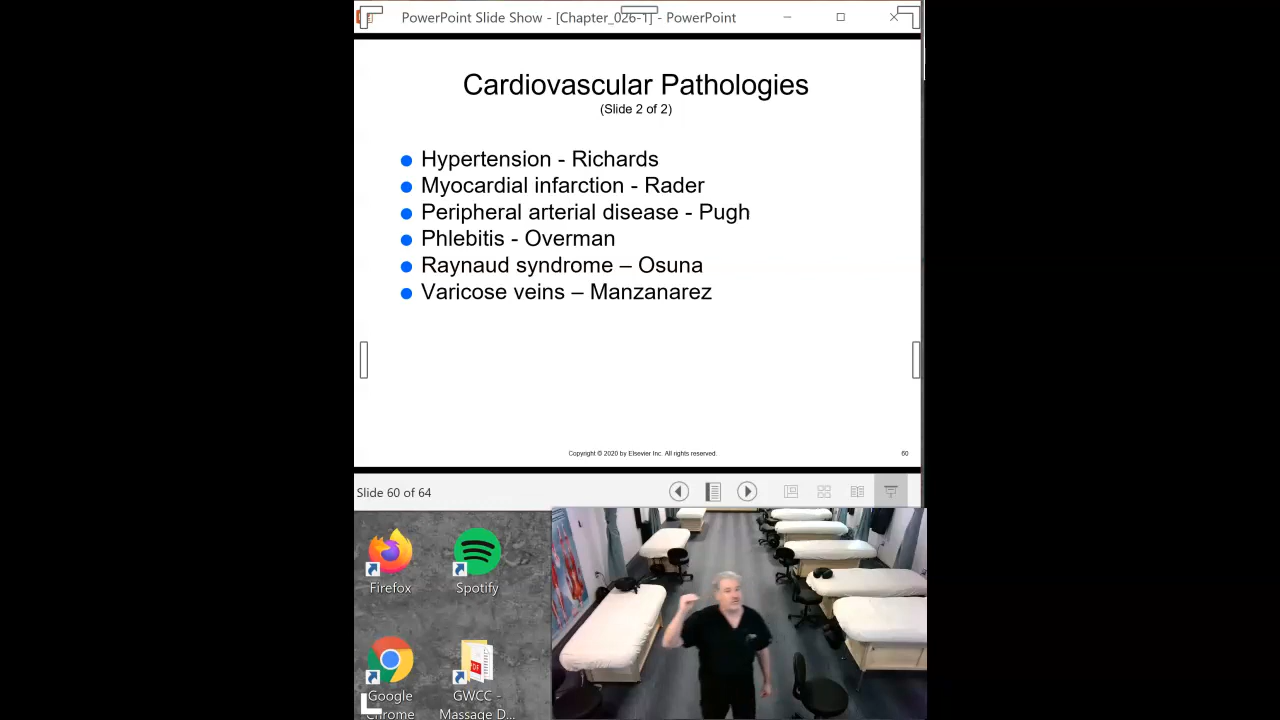 PowerPoint Slide Show - [Chapter_026-1] - PowerPoint
Cardiovascular Pathologies
(Slide 2 of 2)
Hypertension - Richards
Myocardial infarction - Rader
Peripheral arterial disease - Pugh
Phlebitis - Overman
Raynaud syndrome – Osuna
Varicose veins – Manzanarez
Copyright © 2020 by Elsevier Inc. All rights reserved.
60
Slide 60 of 64
Firefox
Spotify
Google
Chrome
GWCC -
Massage D...